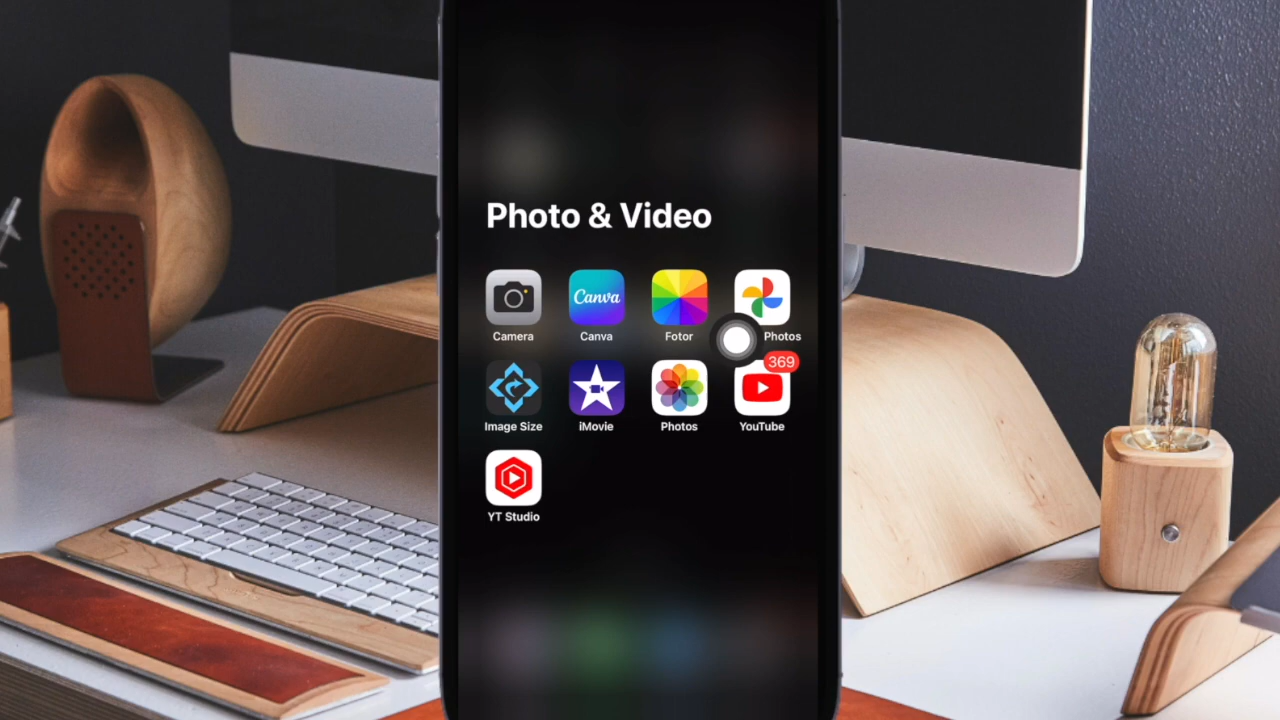 Photo & Video
Canva
Camera
Canva
Fotor
Photos
369
Image Size
iMovie
Photos
YouTube
YT Studio